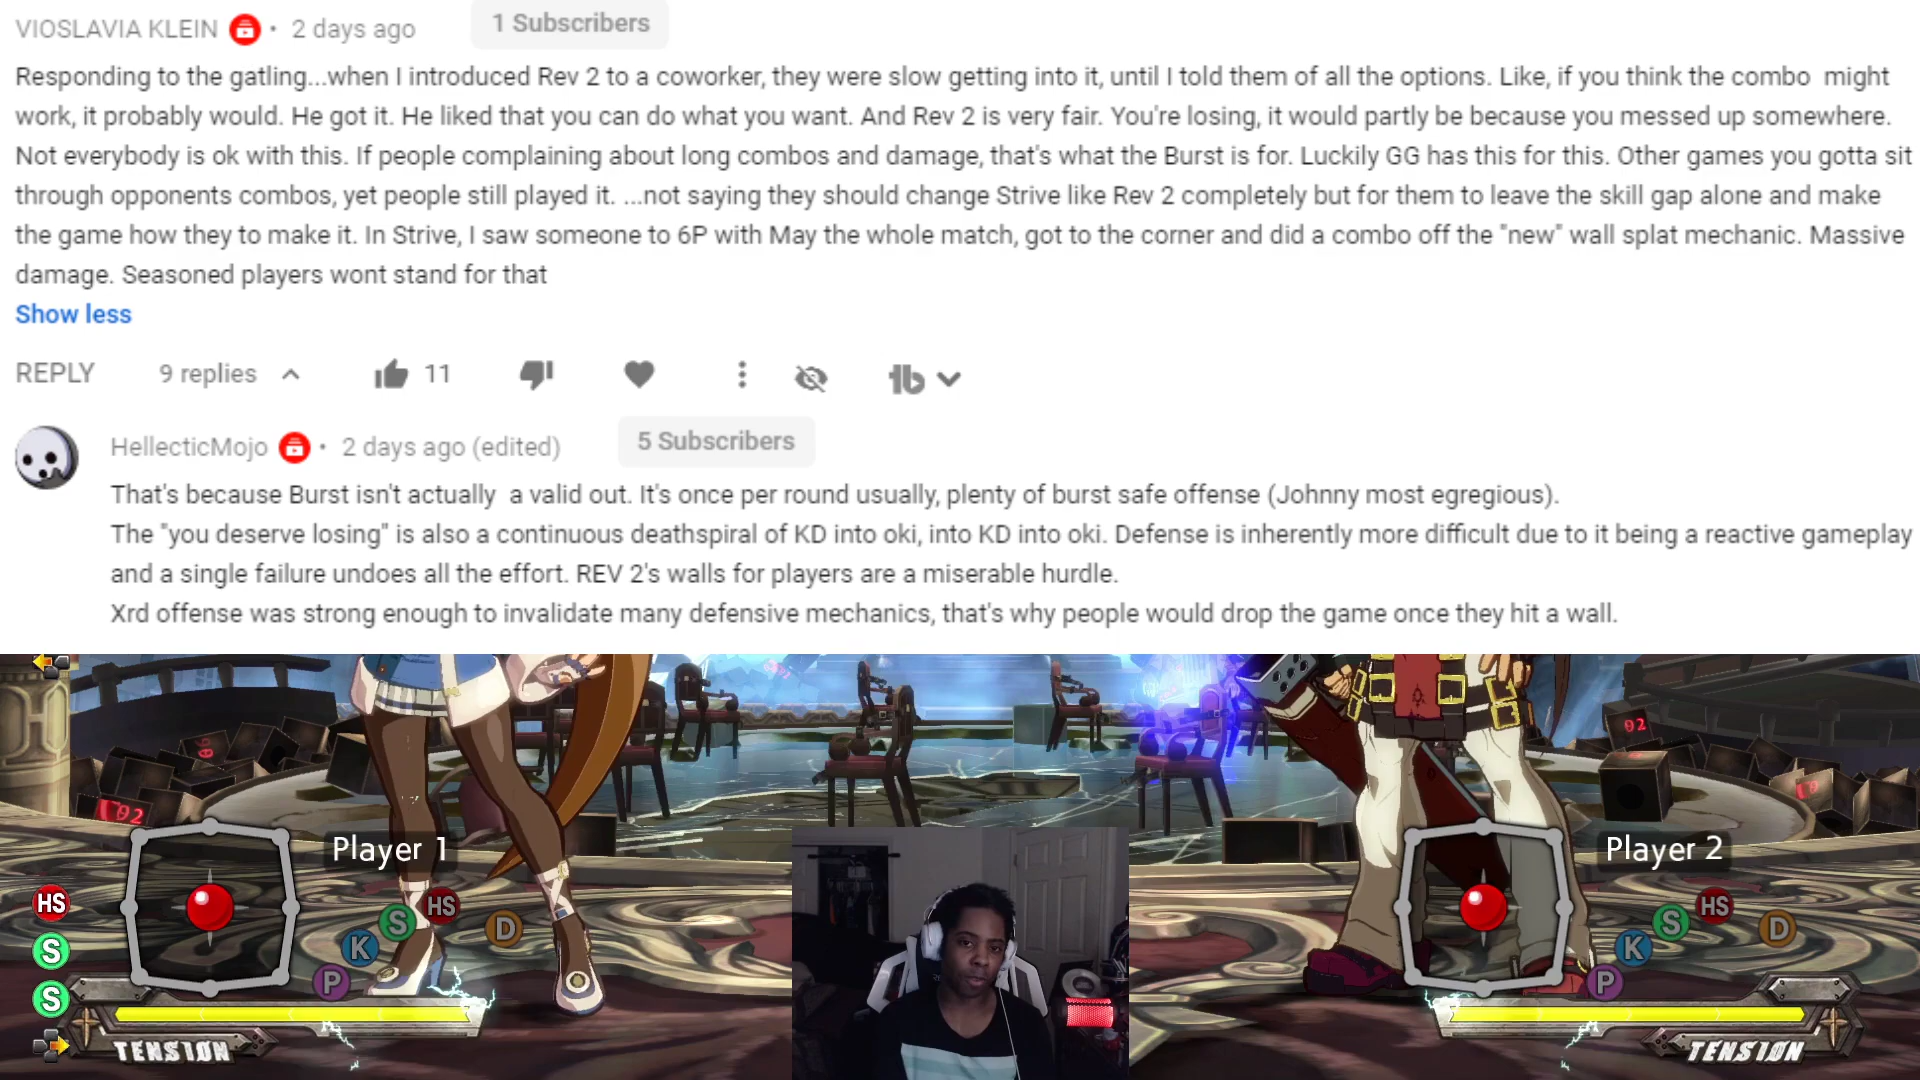 VIOSLAVIA KLEIN • 2 days ago 1 Subscribers
Responding to the gatling...when I introduced Rev 2 to a coworker, they were slow getting into it, until I told them of all the options. Like, if you think the combo might
work, it probably would. He got it. He liked that you can do what you want. And Rev 2 is very fair. You're losing, it would partly be because you messed up somewhere.
Not everybody is ok with this. If people complaining about long combos and damage, that's what the Burst is for. Luckily GG has this for this. Other games you gotta sit
through opponents combos, yet people still played it. ...not saying they should change Strive like Rev 2 completely but for them to leave the skill gap alone and make
the game how they to make it. In Strive, I saw someone to 6P with May the whole match, got to the corner and did a combo off the "new" wall splat mechanic. Massive
damage. Seasoned players wont stand for that
Show less
REPLY 9 replies 11
HellecticMojo • 2 days ago (edited) 5 Subscribers
That's because Burst isn't actually a valid out. It's once per round usually, plenty of burst safe offense (Johnny most egregious).
The "you deserve losing" is also a continuous deathspiral of KD into oki, into KD into oki. Defense is inherently more difficult due to it being a reactive gameplay
and a single failure undoes all the effort. REV 2's walls for players are a miserable hurdle.
Xrd offense was strong enough to invalidate many defensive mechanics, that's why people would drop the game once they hit a wall.
02
02
Player 1
Player 2
HS
S
S
P K S HS D
P K S HS D
TENSION
TENSION